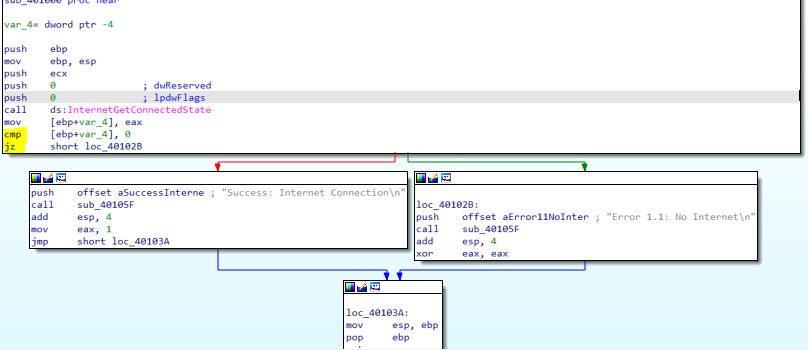 sub_401000 proc near
var_4= dword ptr -4
push ebp
mov ebp, esp
push ecx
push 0 ; dwReserved
push 0 ; lpdwFlags
call ds:InternetGetConnectedState
mov [ebp+var_4], eax
cmp [ebp+var_4], 0
jz short loc_40102B
push offset aSuccessInterne ; "Success: Internet Connection\n"
call sub_40105F
add esp, 4
mov eax, 1
jmp short loc_40103A
loc_40102B:
push offset aError11NoInter ; "Error 1.1: No Internet\n"
call sub_40105F
add esp, 4
xor eax, eax
loc_40103A:
mov esp, ebp
pop ebp